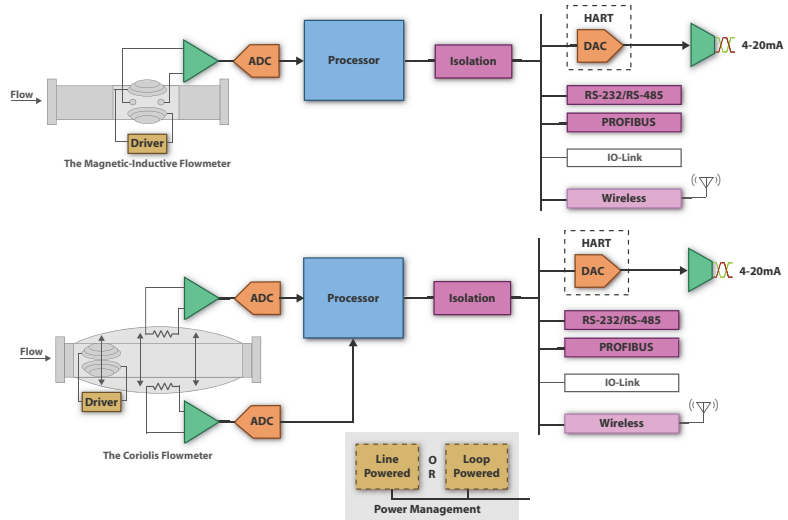 HART
ADC
Processor
Isolation
DAC
4-20mA
Flow
RS-232/RS-485
PROFIBUS
Driver
IO-Link
The Magnetic-Inductive Flowmeter
Wireless
HART
ADC
Processor
Isolation
DAC
4-20mA
RS-232/RS-485
Flow
PROFIBUS
IO-Link
Driver
ADC
Wireless
The Coriolis Flowmeter
Line
Powered
O
R
Loop
Powered
Power Management